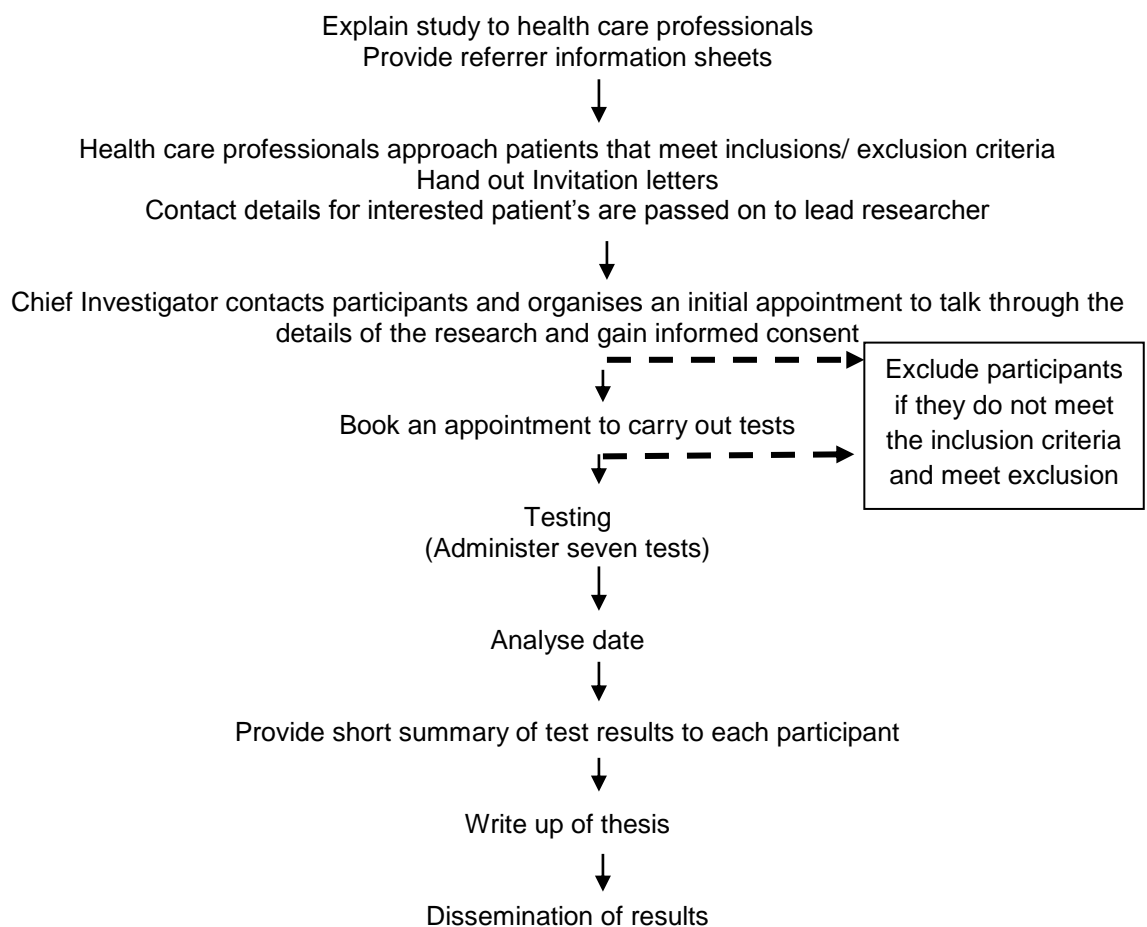 Explain study to health care professionals
Provide referrer information sheets
Health care professionals approach patients that meet inclusions/ exclusion criteria
Hand out Invitation letters
Contact details for interested patient's are passed on to lead researcher
Chief Investigator contacts participants and organises an initial appointment to talk through the
details of the research and gain informed consent
Exclude participants
if they do not meet
the inclusion criteria
and meet exclusion
Book an appointment to carry out tests
Testing
(Administer seven tests)
Analyse date
Provide short summary of test results to each participant
Write up of thesis
Dissemination of results